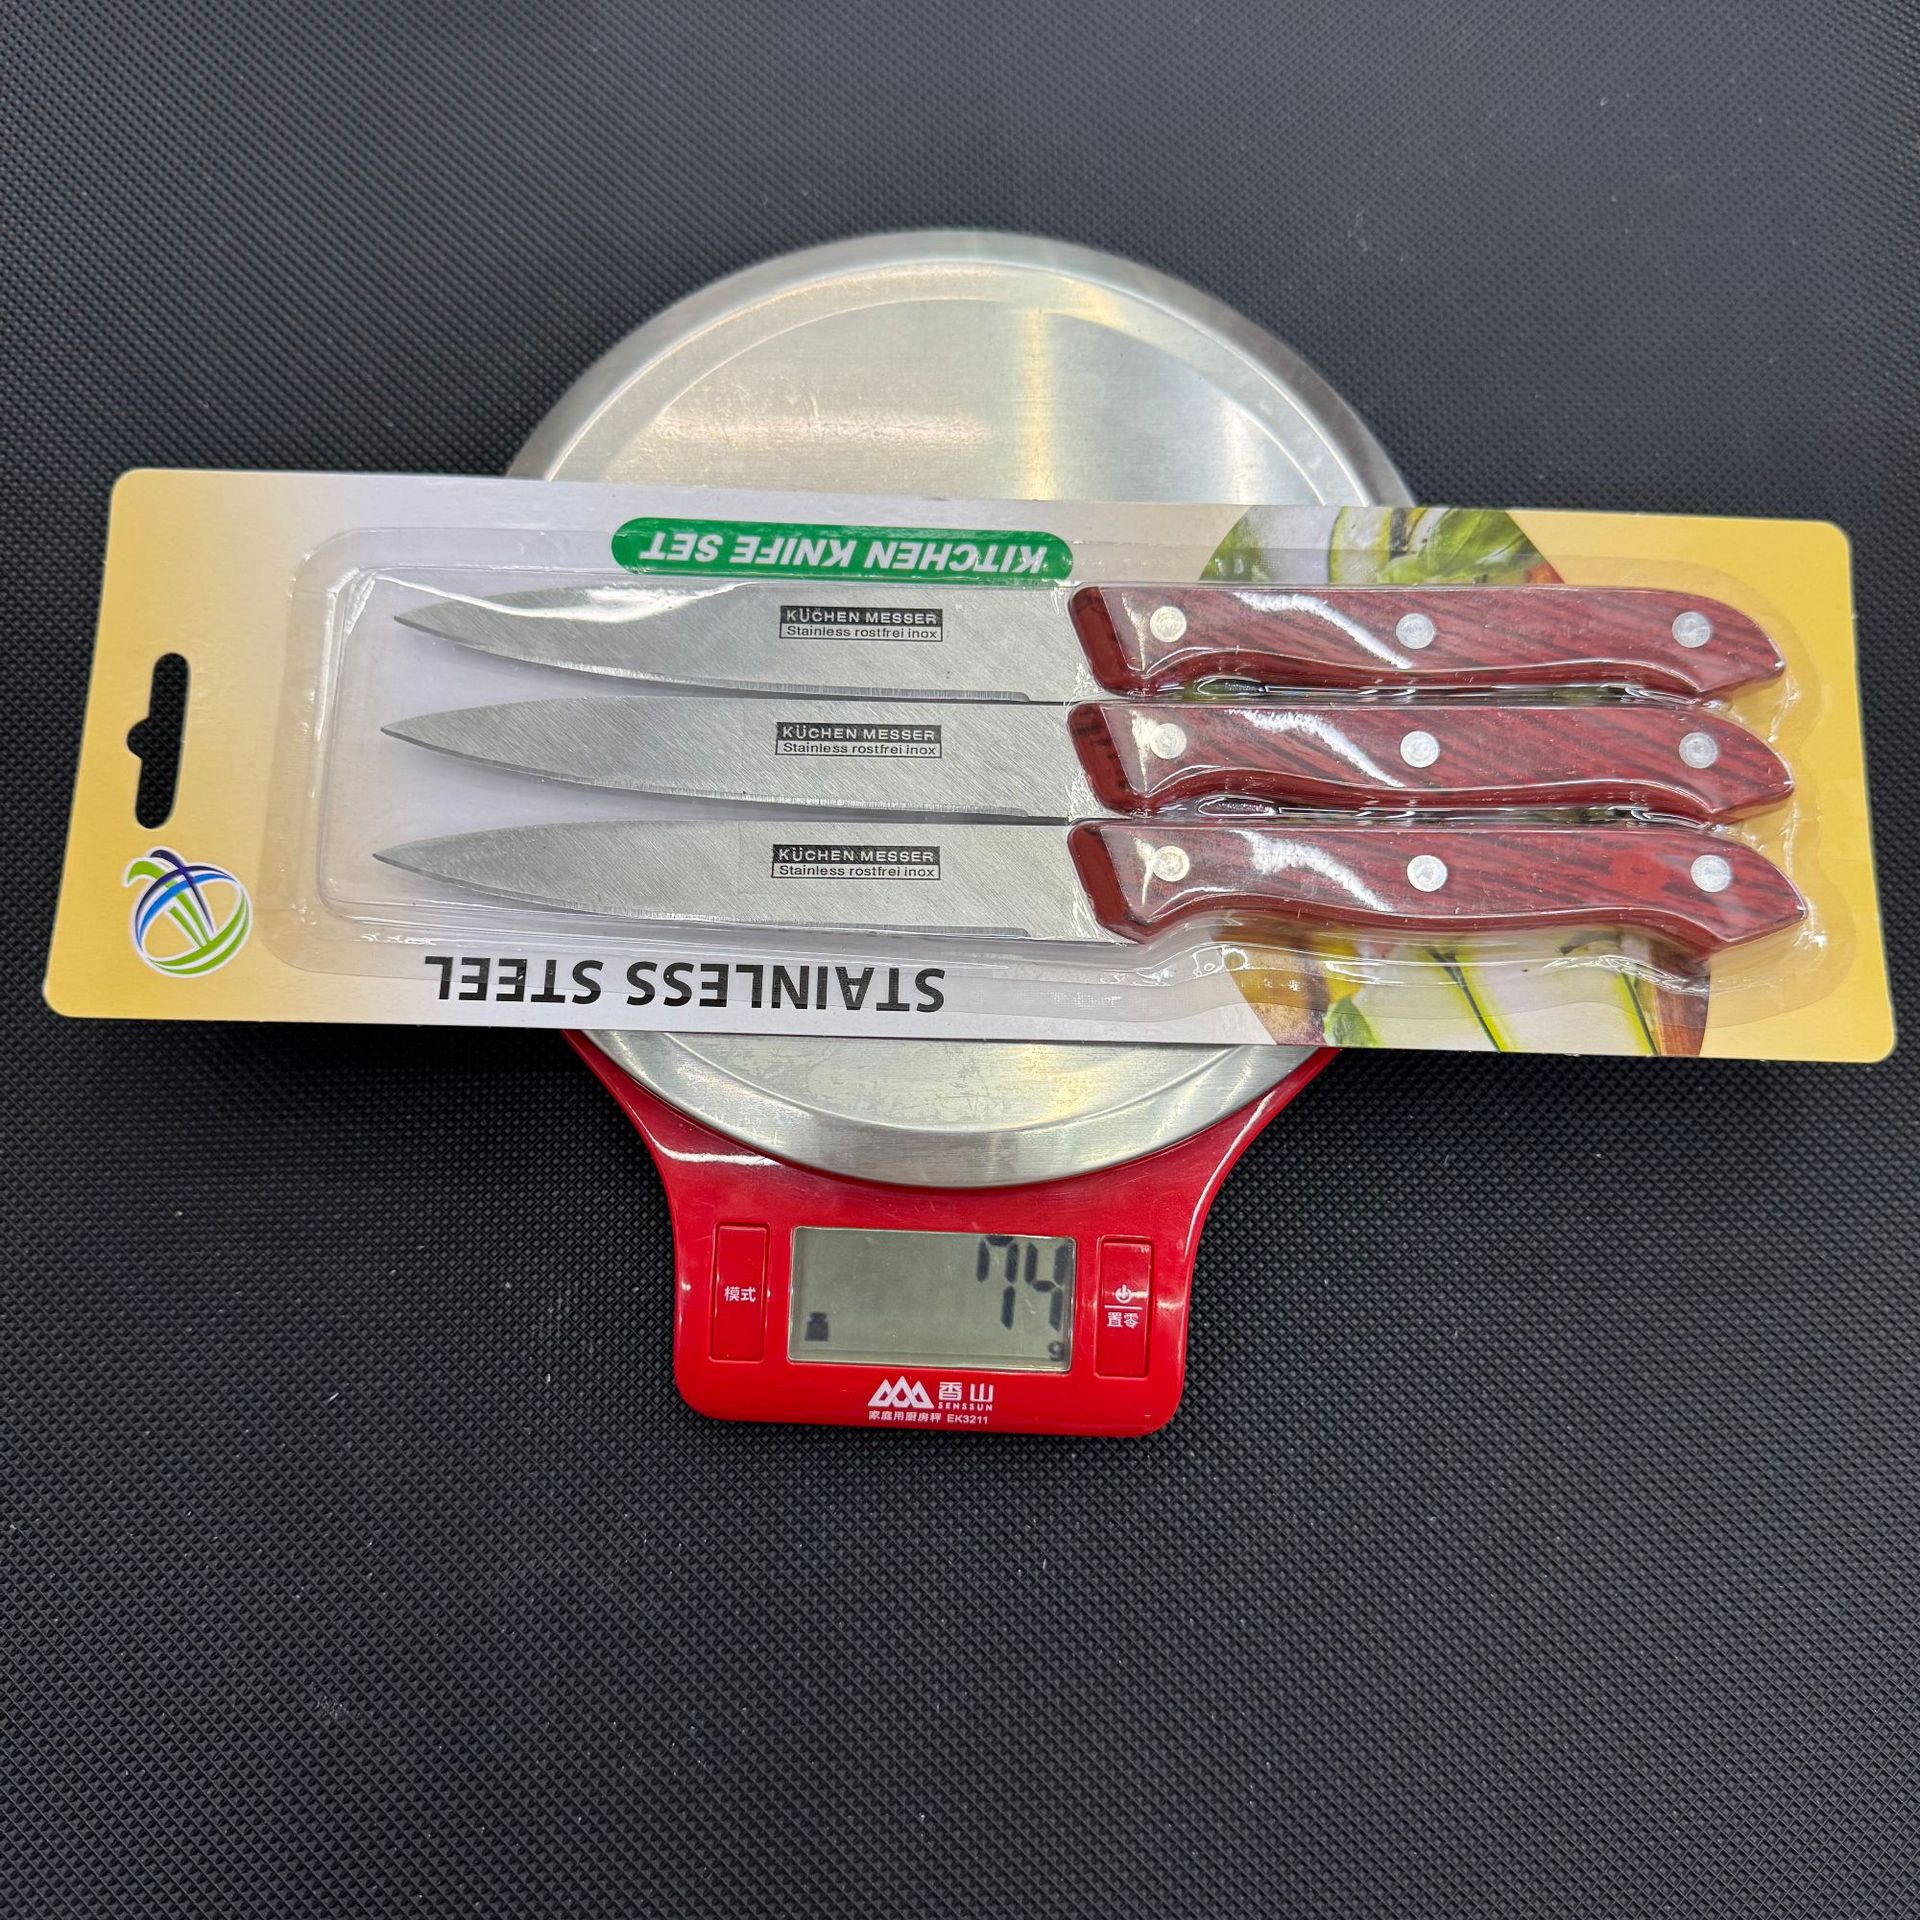 KITCHEN KNIFE SET
KÜCHEN MESSER
Stainless rostfrei inox
KÜCHEN MESSER
Stainless rostfrei inox
KÜCHEN MESSER
Stainless rostfrei inox
STAINLESS STEEL
74
g
模式
置零
香山
SENSSUN
家庭用厨房秤 EK3211